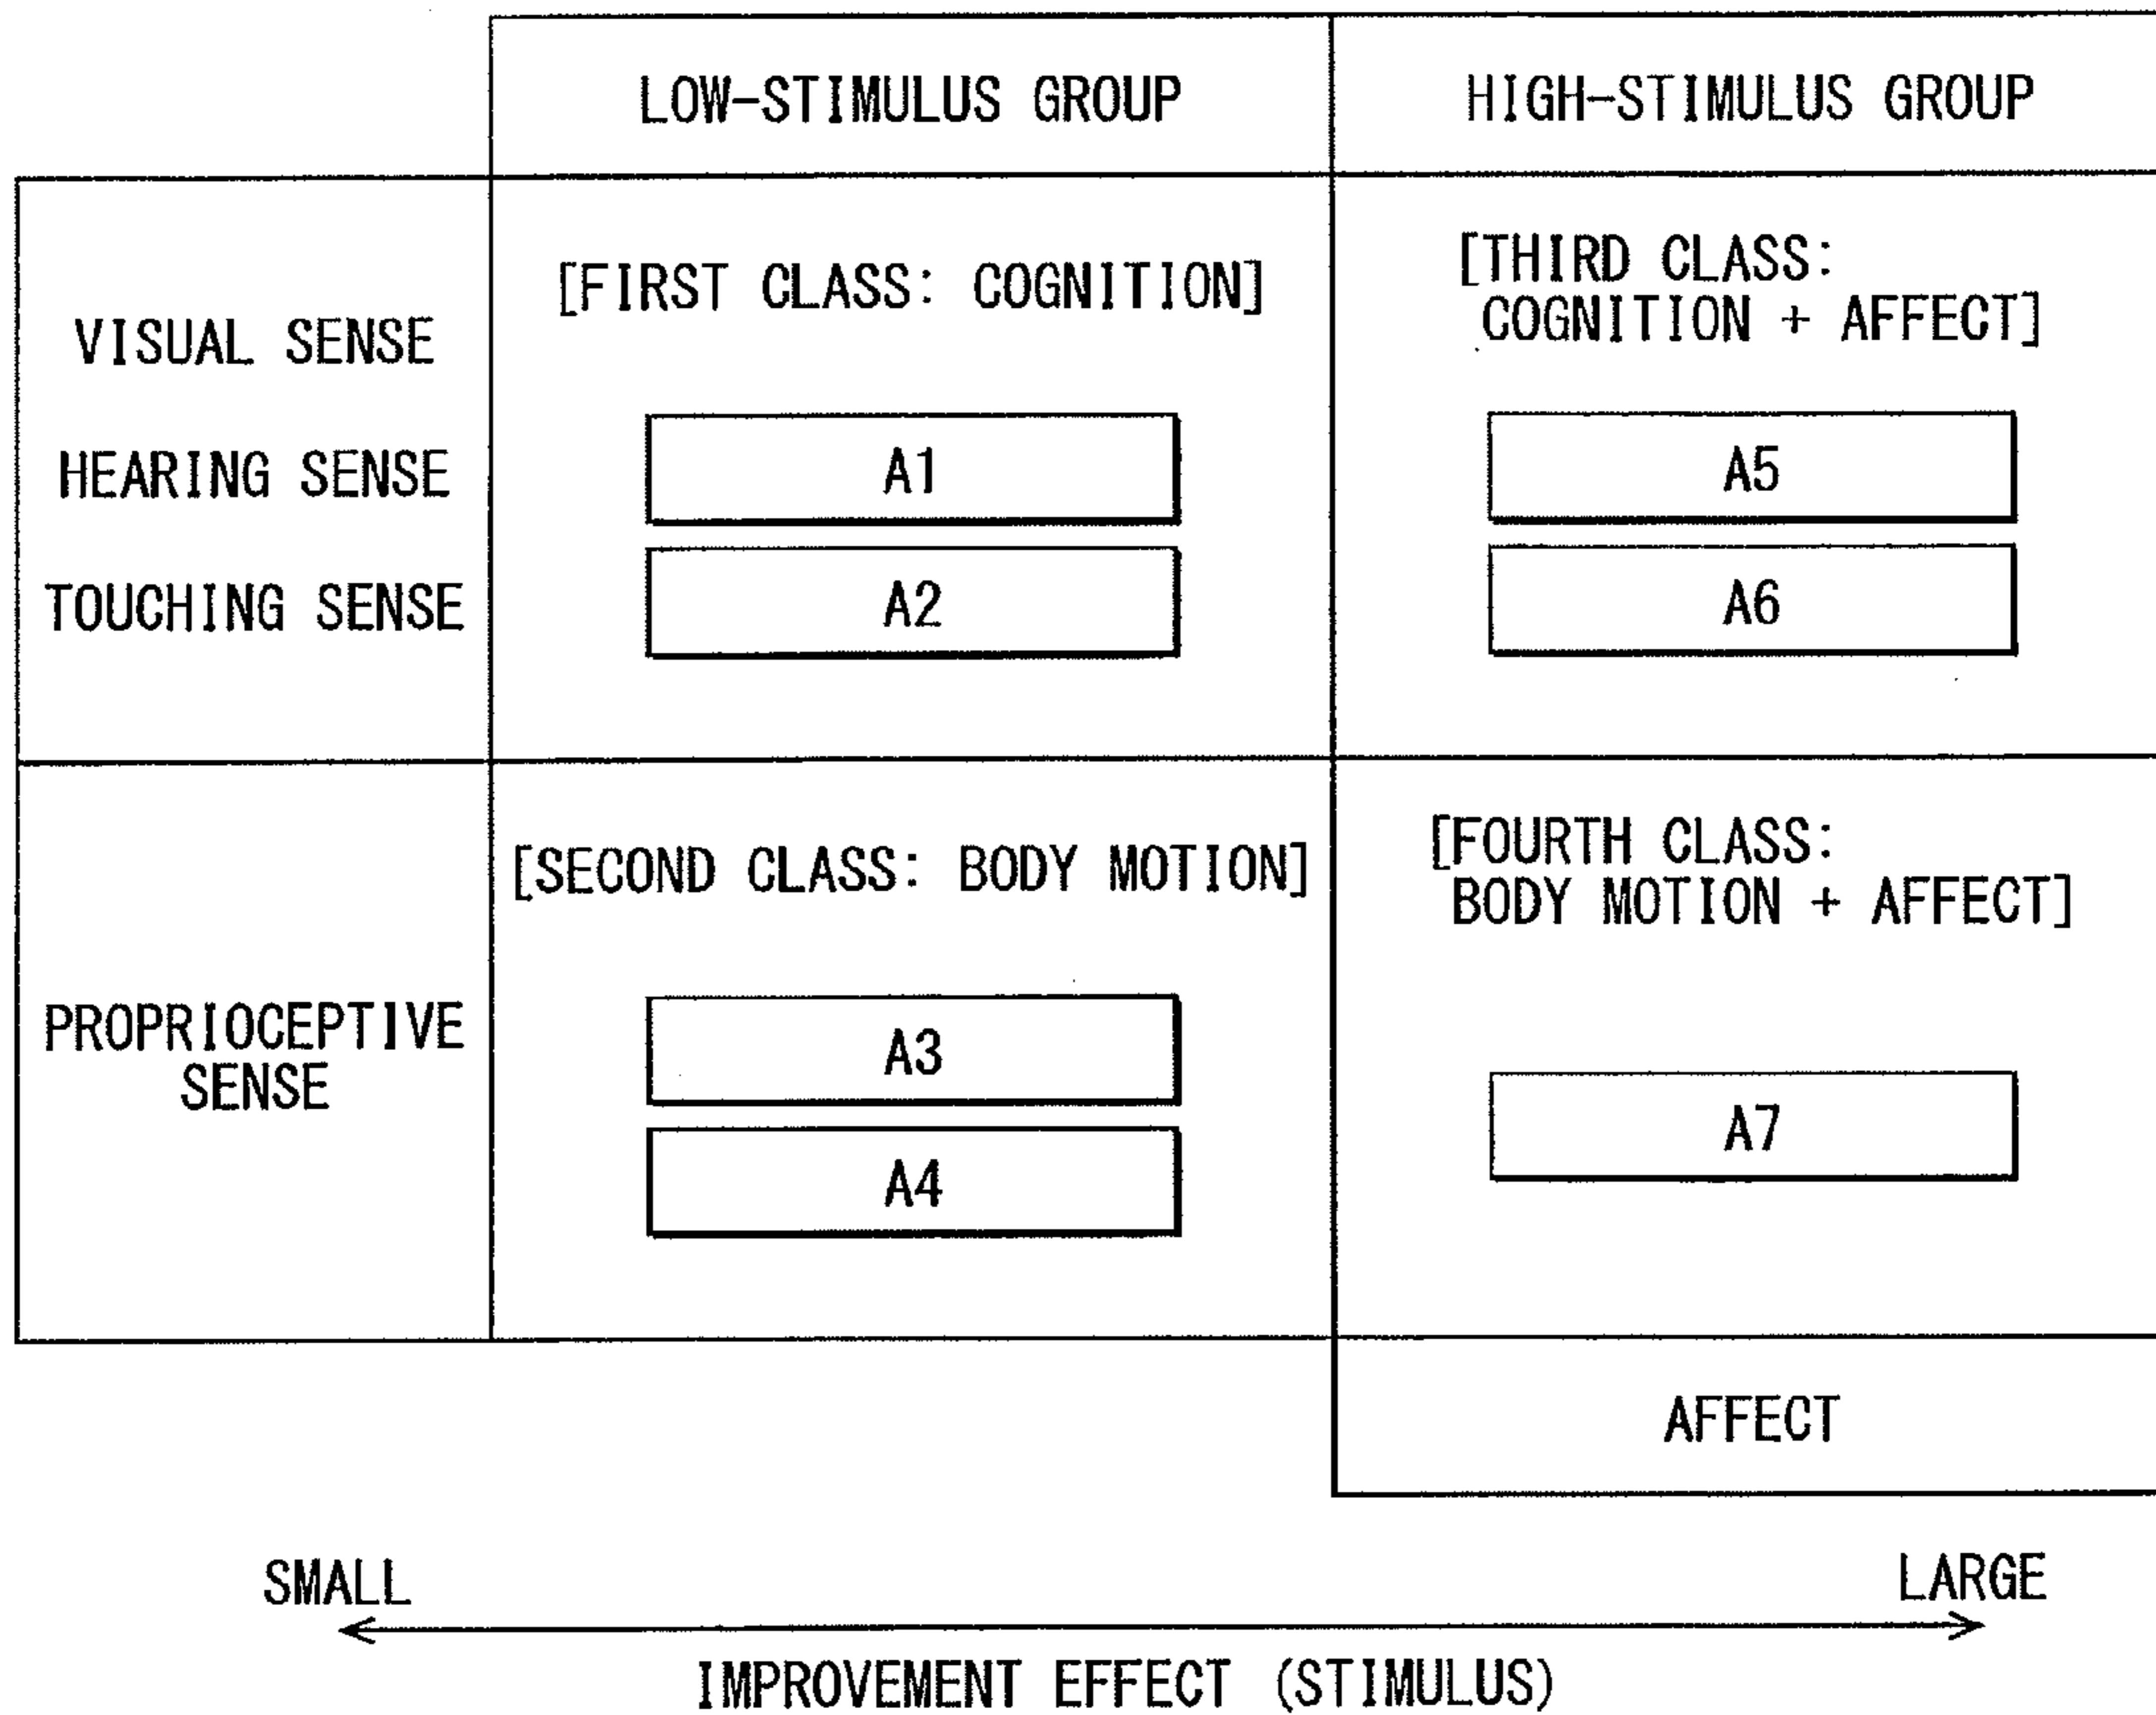 LOW-STIMULUS GROUP
HIGH-STIMULUS GROUP
VISUAL SENSE
HEARING SENSE
TOUCHING SENSE
[FIRST CLASS: COGNITION]
A1
A2
[THIRD CLASS:
COGNITION + AFFECT]
A5
A6
PROPRIOCEPTIVE
SENSE
[SECOND CLASS: BODY MOTION]
A3
A4
[FOURTH CLASS:
BODY MOTION + AFFECT]
A7
AFFECT
SMALL
LARGE
IMPROVEMENT EFFECT (STIMULUS)